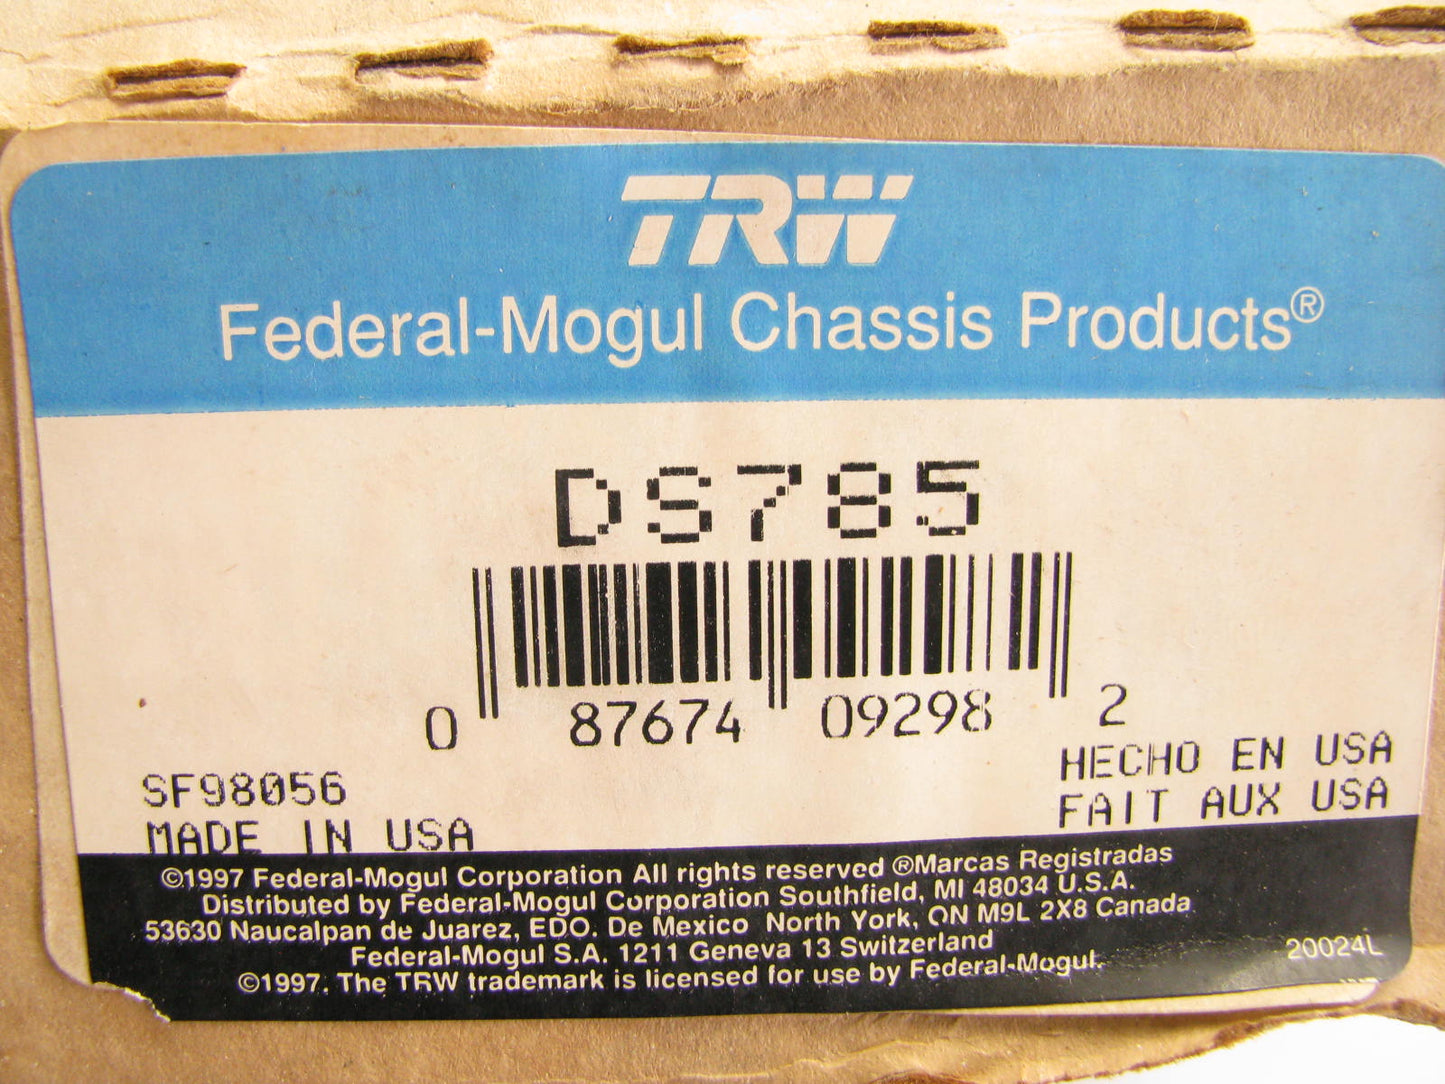 TRW
Federal-Mogul Chassis Products®
DS785
0 87674 09298 2
SF98056
MADE IN USA
HECHO EN USA
FAIT AUX USA
©1997 Federal-Mogul Corporation All rights reserved ®Marcas Registradas
Distributed by Federal-Mogul Corporation Southfield, MI 48034 U.S.A.
53630 Naucalpan de Juarez, EDO. De Mexico North York, ON M9L 2X8 Canada
Federal-Mogul S.A. 1211 Geneva 13 Switzerland
©1997. The TRW trademark is licensed for use by Federal-Mogul.
20024L